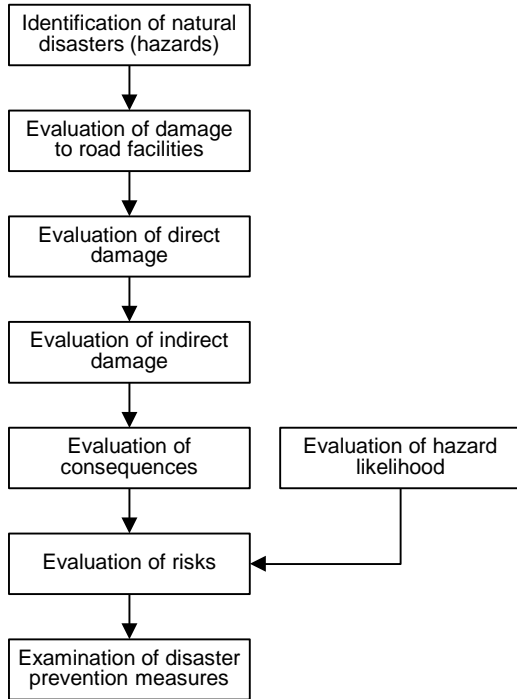 Identification of natural
disasters (hazards)
Evaluation of damage
to road facilities
Evaluation of direct
damage
Evaluation of indirect
damage
Evaluation of
consequences
Evaluation of hazard
likelihood
Evaluation of risks
Examination of disaster
prevention measures